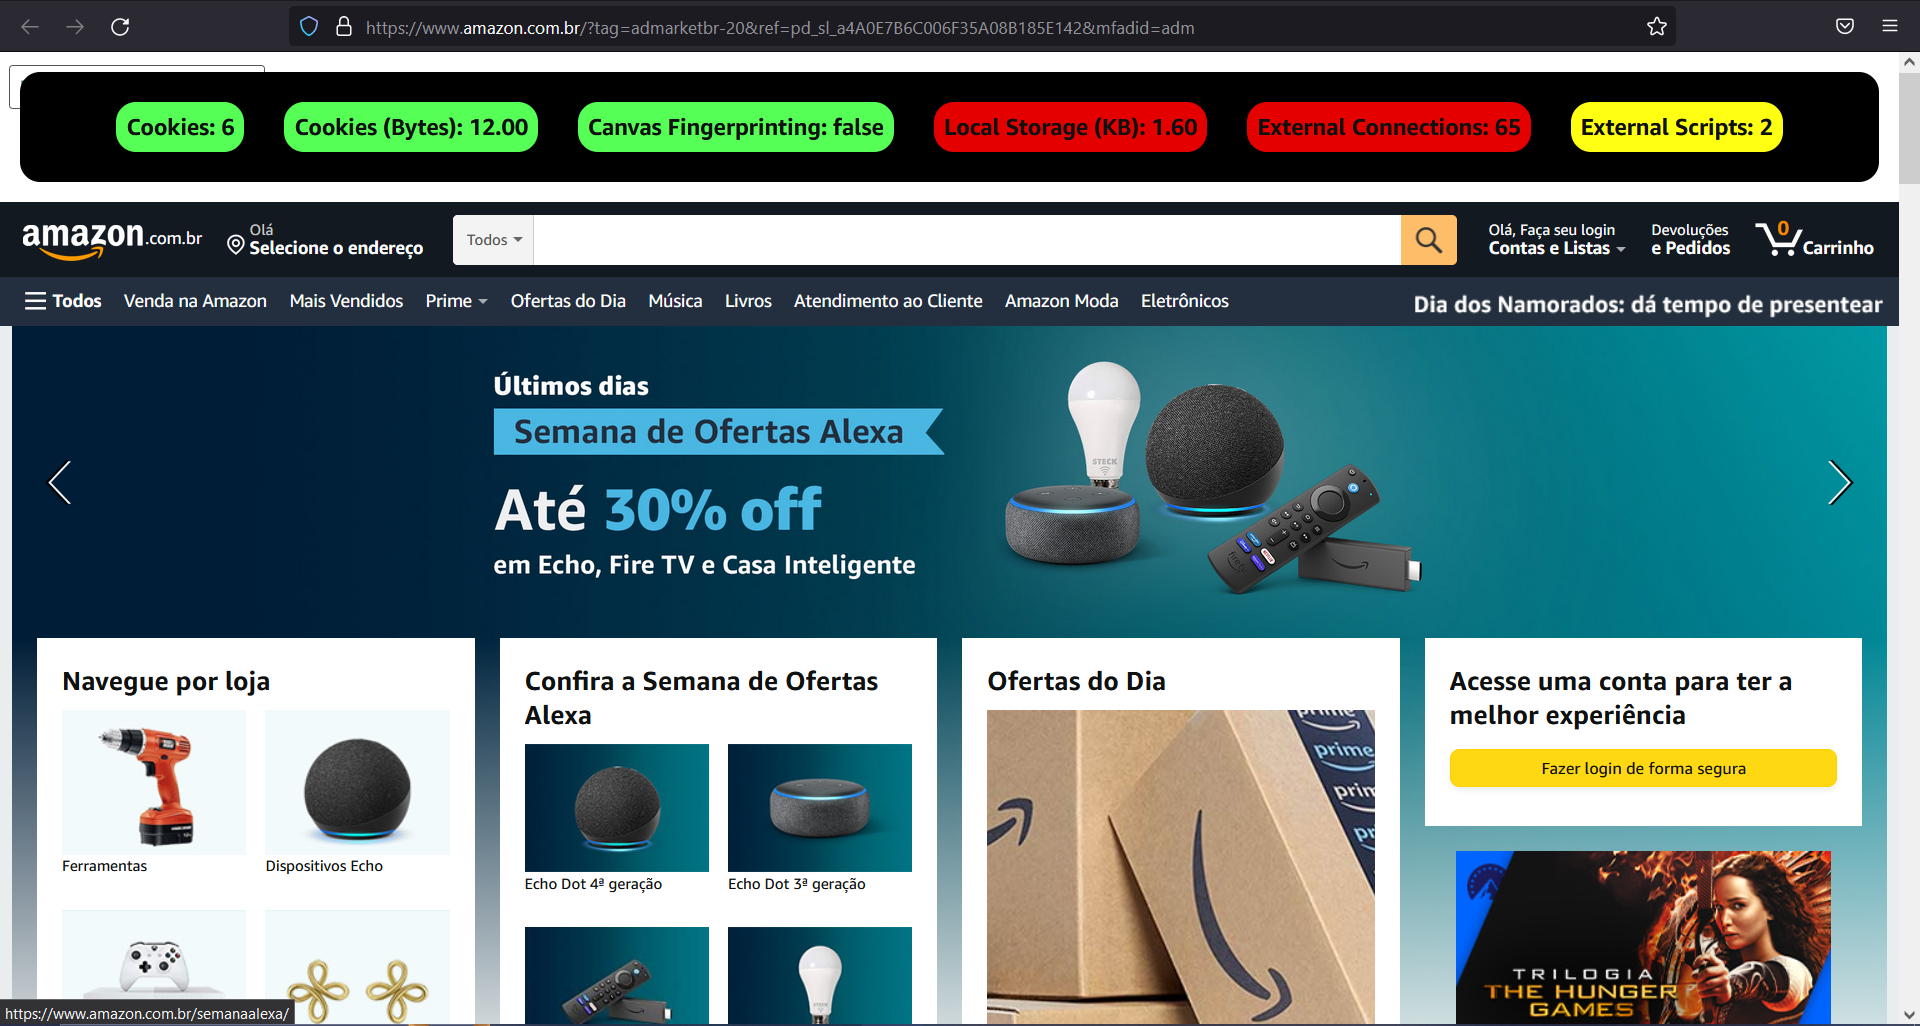 https://www.amazon.com.br/?tag=admarketbr-20&ref=pd_sl_a4A0E7B6C006F35A08B185E142&mfadid=adm
Cookies: 6
Cookies (Bytes): 12.00
Canvas Fingerprinting: false
Local Storage (KB): 1.60
External Connections: 65
External Scripts: 2
amazon.com.br
Olá
Selecione o endereço
Todos
Olá, Faça seu login
Contas e Listas
Devoluções
e Pedidos
0
Carrinho
Todos
Venda na Amazon
Mais Vendidos
Prime
Ofertas do Dia
Música
Livros
Atendimento ao Cliente
Amazon Moda
Eletrônicos
Dia dos Namorados: dá tempo de presentear
Últimos dias
Semana de Ofertas Alexa
Até 30% off
em Echo, Fire TV e Casa Inteligente
STECK
Navegue por loja
Ferramentas
Dispositivos Echo
Confira a Semana de Ofertas
Alexa
Echo Dot 4ª geração
Echo Dot 3ª geração
STECK
Ofertas do Dia
prime
prim
Acesse uma conta para ter a
melhor experiência
Fazer login de forma segura
TRILOGIA
THE HUNGER
GAMES
https://www.amazon.com.br/semanaalexa/